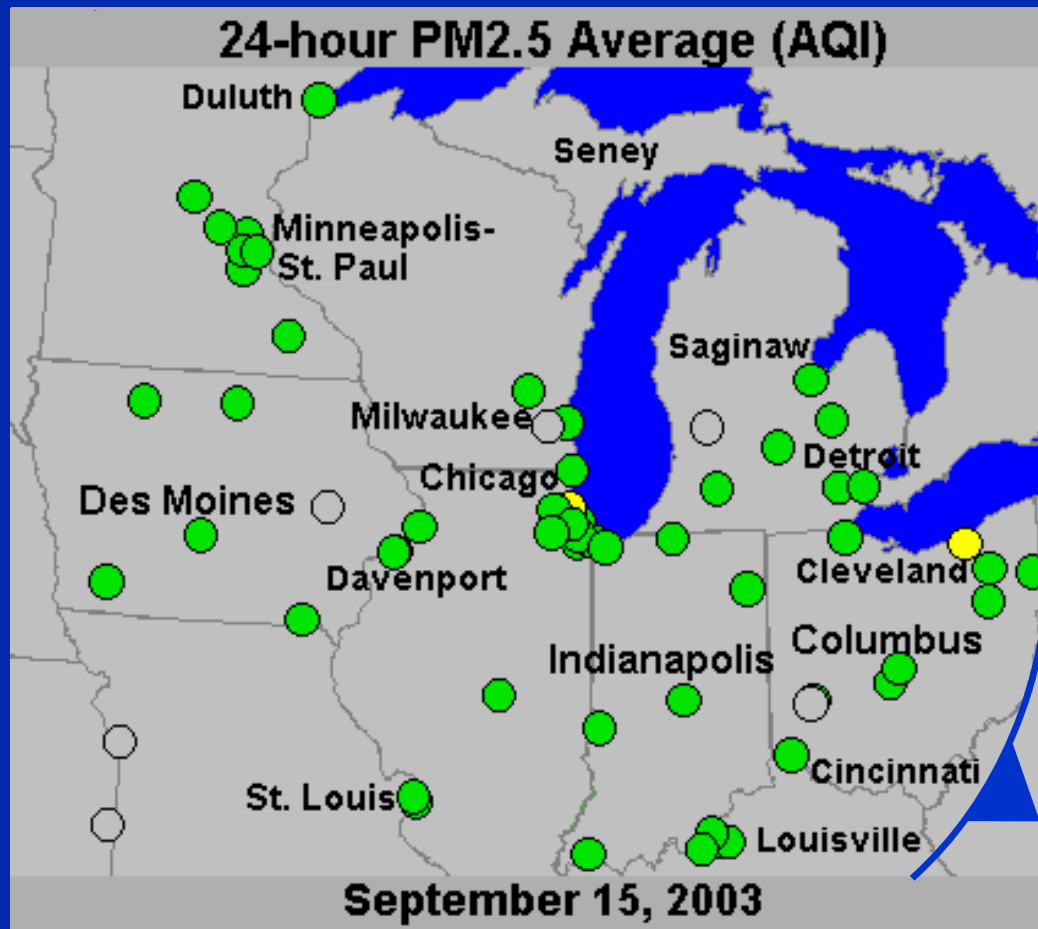 24-hour PM2.5 Average (AQI)
Duluth
Seney
Minneapolis-
St. Paul
Saginaw
Milwaukee
Detroit
Chicago
Des Moines
Cleveland
Davenport
Columbus
Indianapolis
Cincinnati
St. Louis
Louisville
September 15, 2003